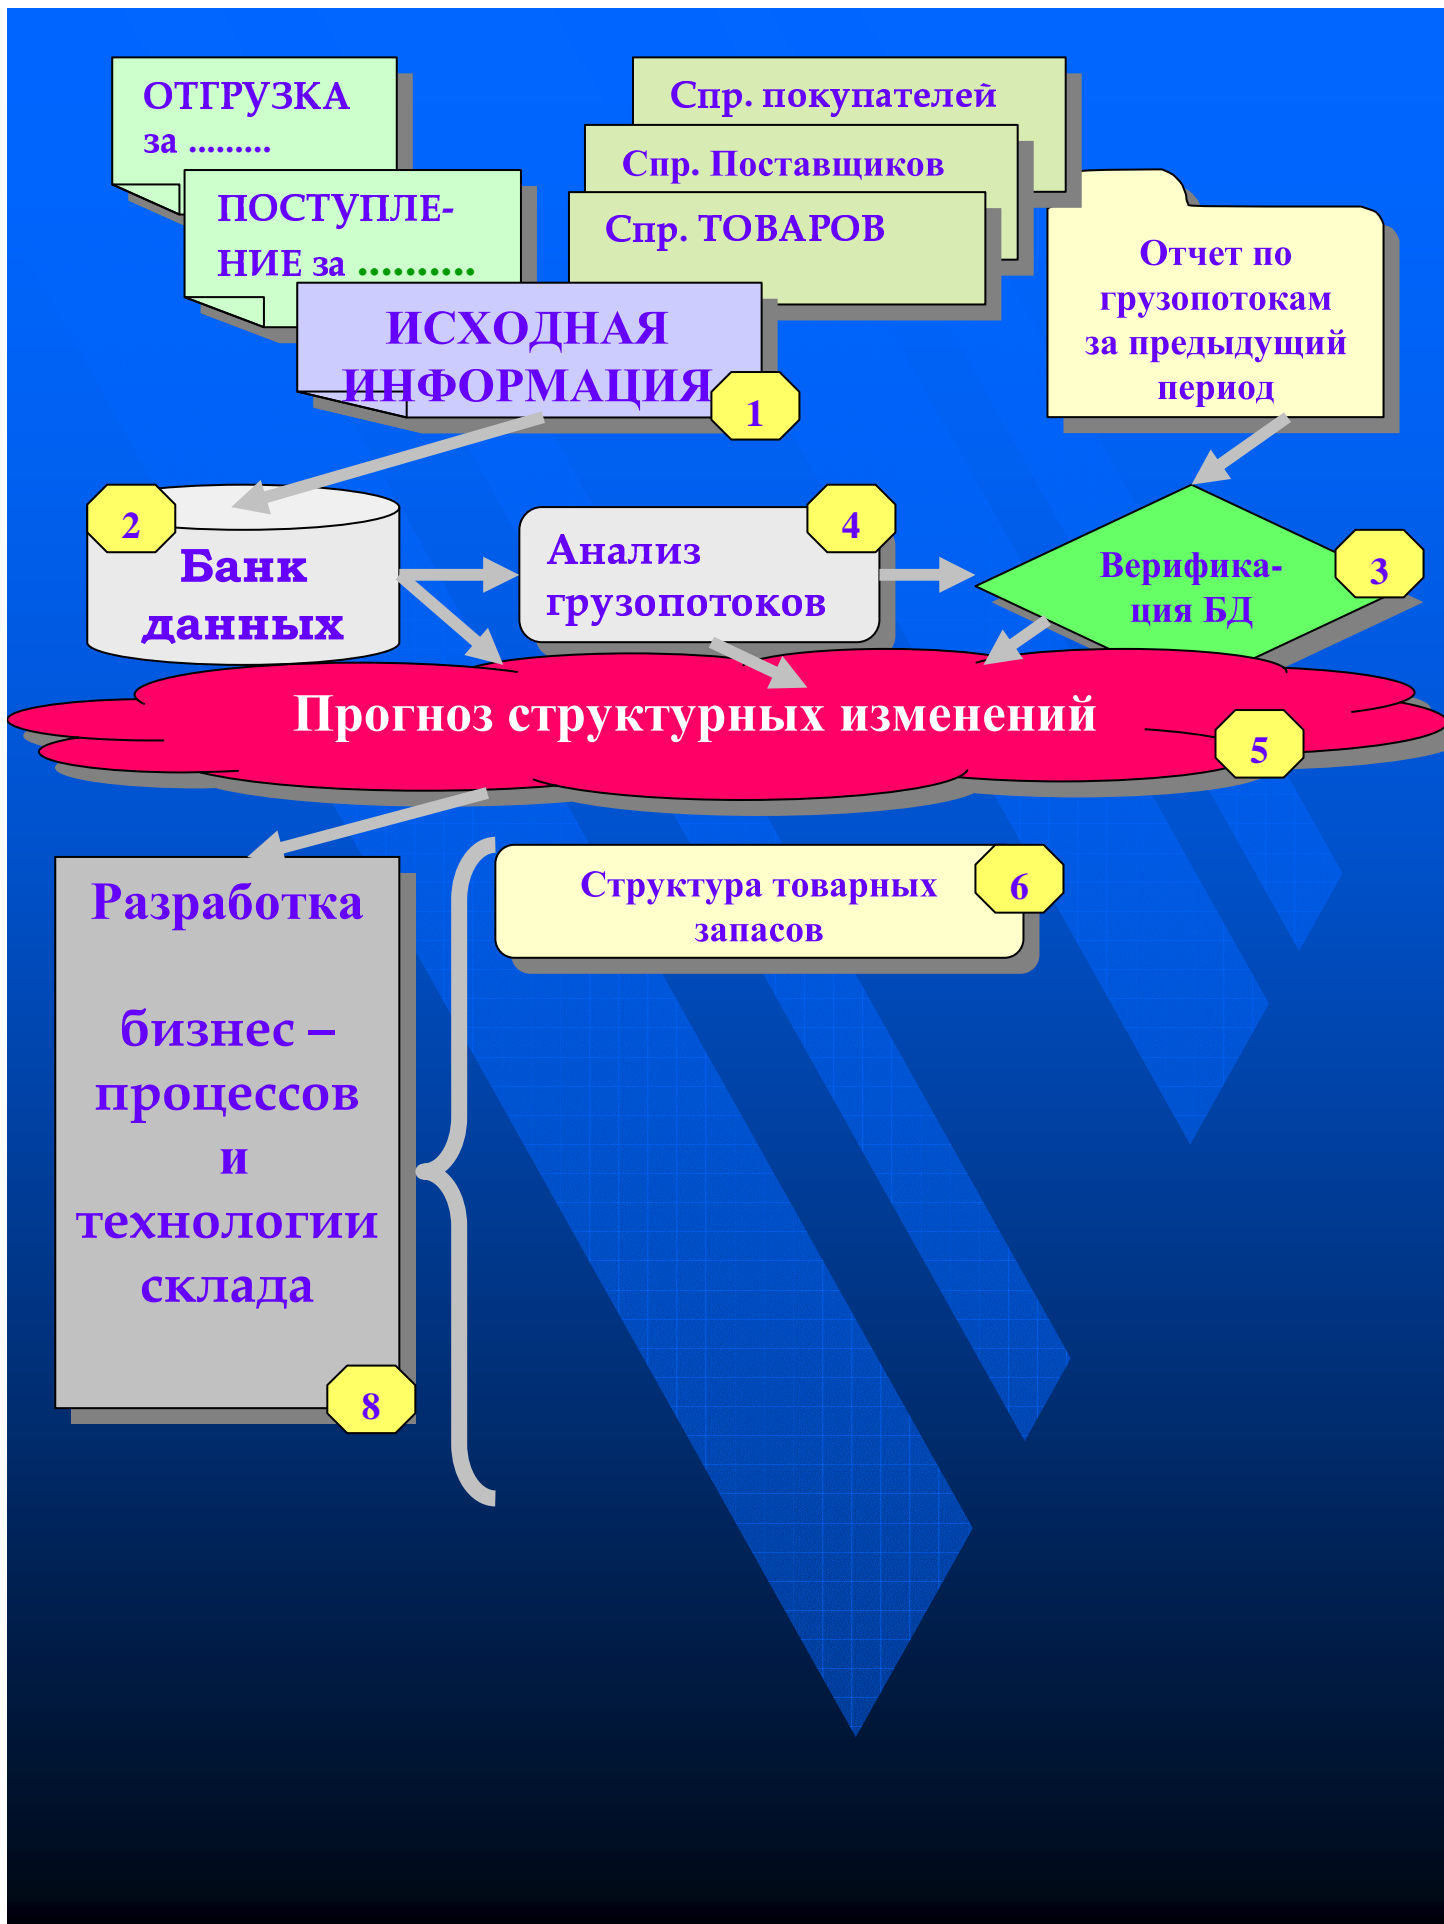 ОТГРУЗКА
за .........
ПОСТУПЛЕ-
НИЕ за ..........
Спр. покупателей
Спр. Поставщиков
Спр. ТОВАРОВ
ИСХОДНАЯ
ИНФОРМАЦИЯ
1
Отчет по
грузопотокам
за предыдущий
период
2
Банк
данных
4
Анализ
грузопотоков
3
Верифика-
ция БД
Прогноз структурных изменений
5
Разработка
бизнес –
процессов
и
технологии
склада
8
Структура товарных
запасов
6